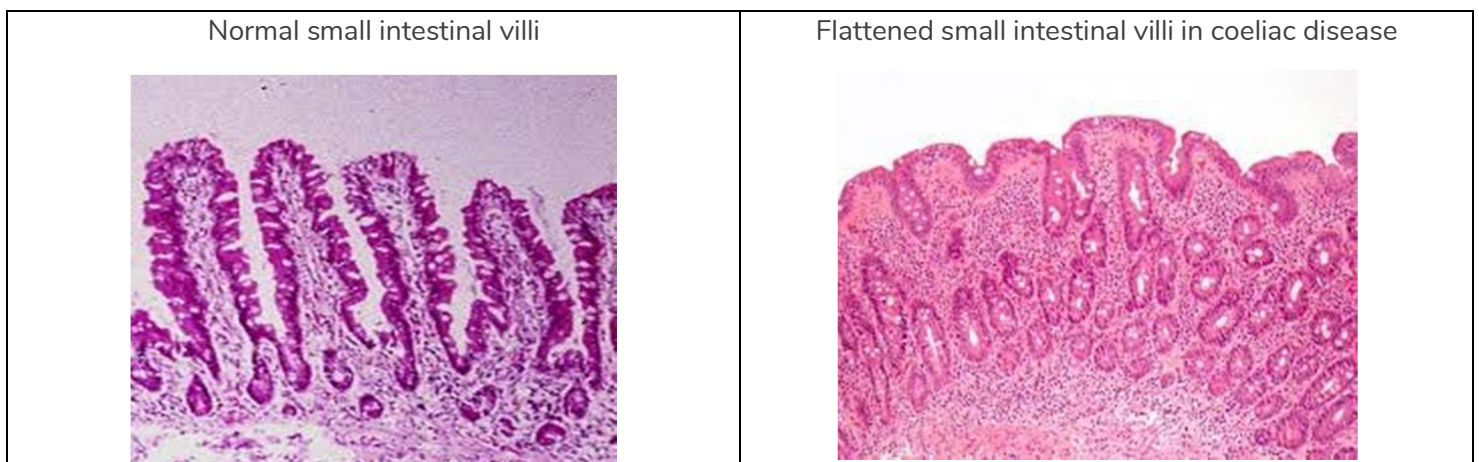 Normal small intestinal villi
Flattened small intestinal villi in coeliac disease